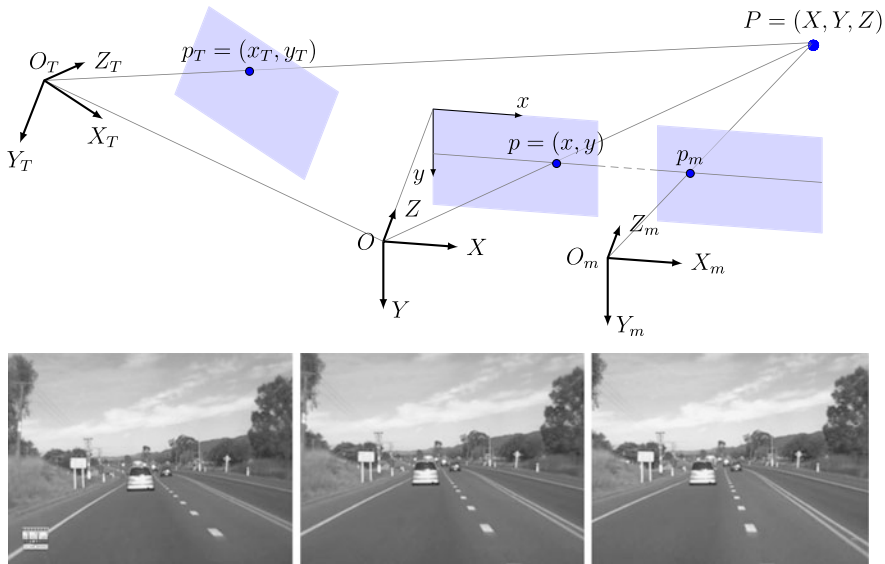 P = (X, Y, Z)
p_T = (x_T, y_T)
O_T
Z_T
X_T
Y_T
x
p = (x, y)
p_m
y
Z
Z_m
O
X
O_m
X_m
Y
Y_m